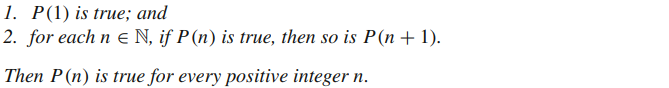 1. P(1) is true; and
2. for each n ∈ ℕ, if P(n) is true, then so is P(n + 1).
Then P(n) is true for every positive integer n.